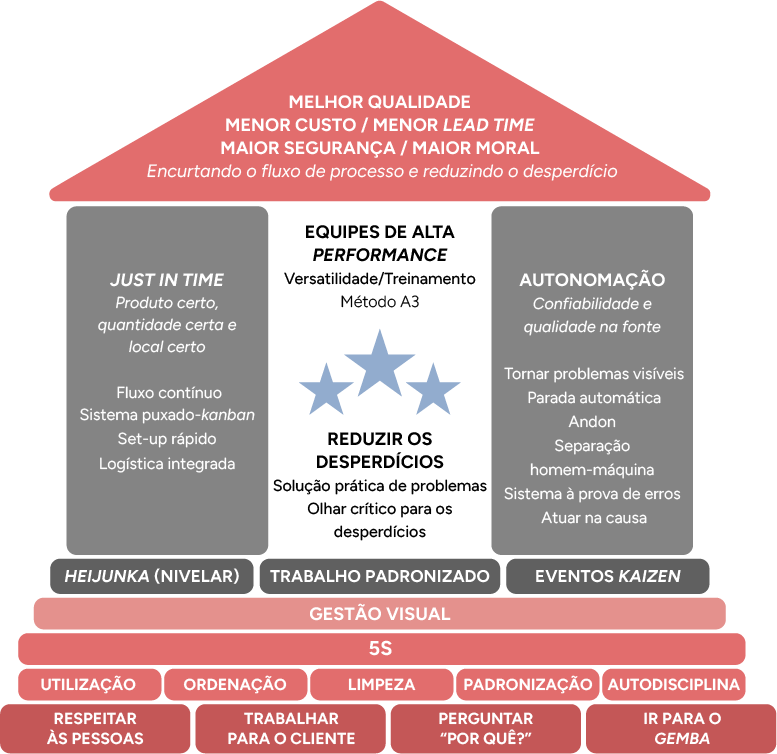 MELHOR QUALIDADE
MENOR CUSTO / MENOR LEAD TIME
MAIOR SEGURANÇA / MAIOR MORAL
Encurtando o fluxo de processo e reduzindo o desperdício
JUST IN TIME
Produto certo,
quantidade certa e
local certo
Fluxo contínuo
Sistema puxado-kanban
Set-up rápido
Logística integrada
EQUIPES DE ALTA
PERFORMANCE
Versatilidade/Treinamento
Método A3
REDUZIR OS
DESPERDÍCIOS
Solução prática de problemas
Olhar crítico para os
desperdícios
AUTONOMAÇÃO
Confiabilidade e
qualidade na fonte
Tornar problemas visíveis
Parada automática
Andon
Separação
homem-máquina
Sistema à prova de erros
Atuar na causa
HEIJUNKA (NIVELAR)
TRABALHO PADRONIZADO
EVENTOS KAIZEN
GESTÃO VISUAL
5S
UTILIZAÇÃO
ORDENAÇÃO
LIMPEZA
PADRONIZAÇÃO
AUTODISCIPLINA
RESPEITAR
ÀS PESSOAS
TRABALHAR
PARA O CLIENTE
PERGUNTAR
“POR QUÊ?”
IR PARA O
GEMBA